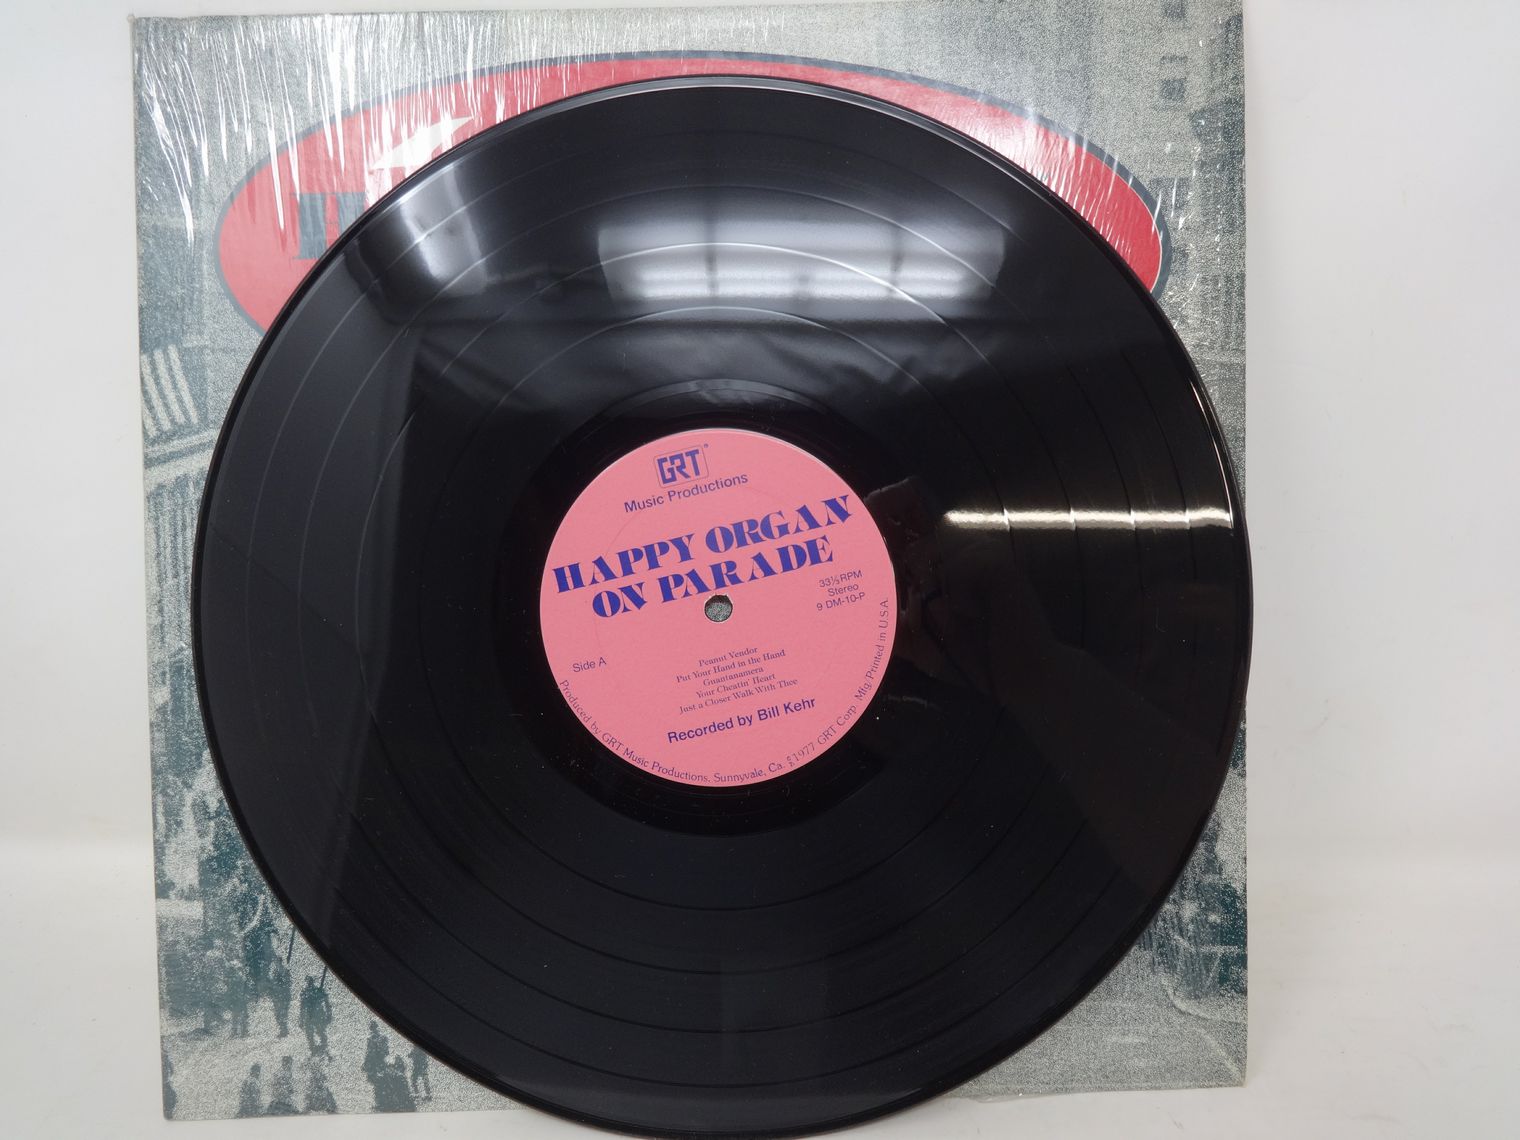 GRT®
Music Productions
HAPPY ORGAN
ON PARADE
33⅓ RPM
Stereo
9 DM-10-P
Side A
Peanut Vendor
Put Your Hand in the Hand
Guantanamera
Your Cheatin' Heart
Just a Closer Walk With Thee
Recorded by Bill Kehr
Produced by GRT Music Productions, Sunnyvale, Ca. ℗ © 1977 GRT Corp. Mfg/Printed in U.S.A.